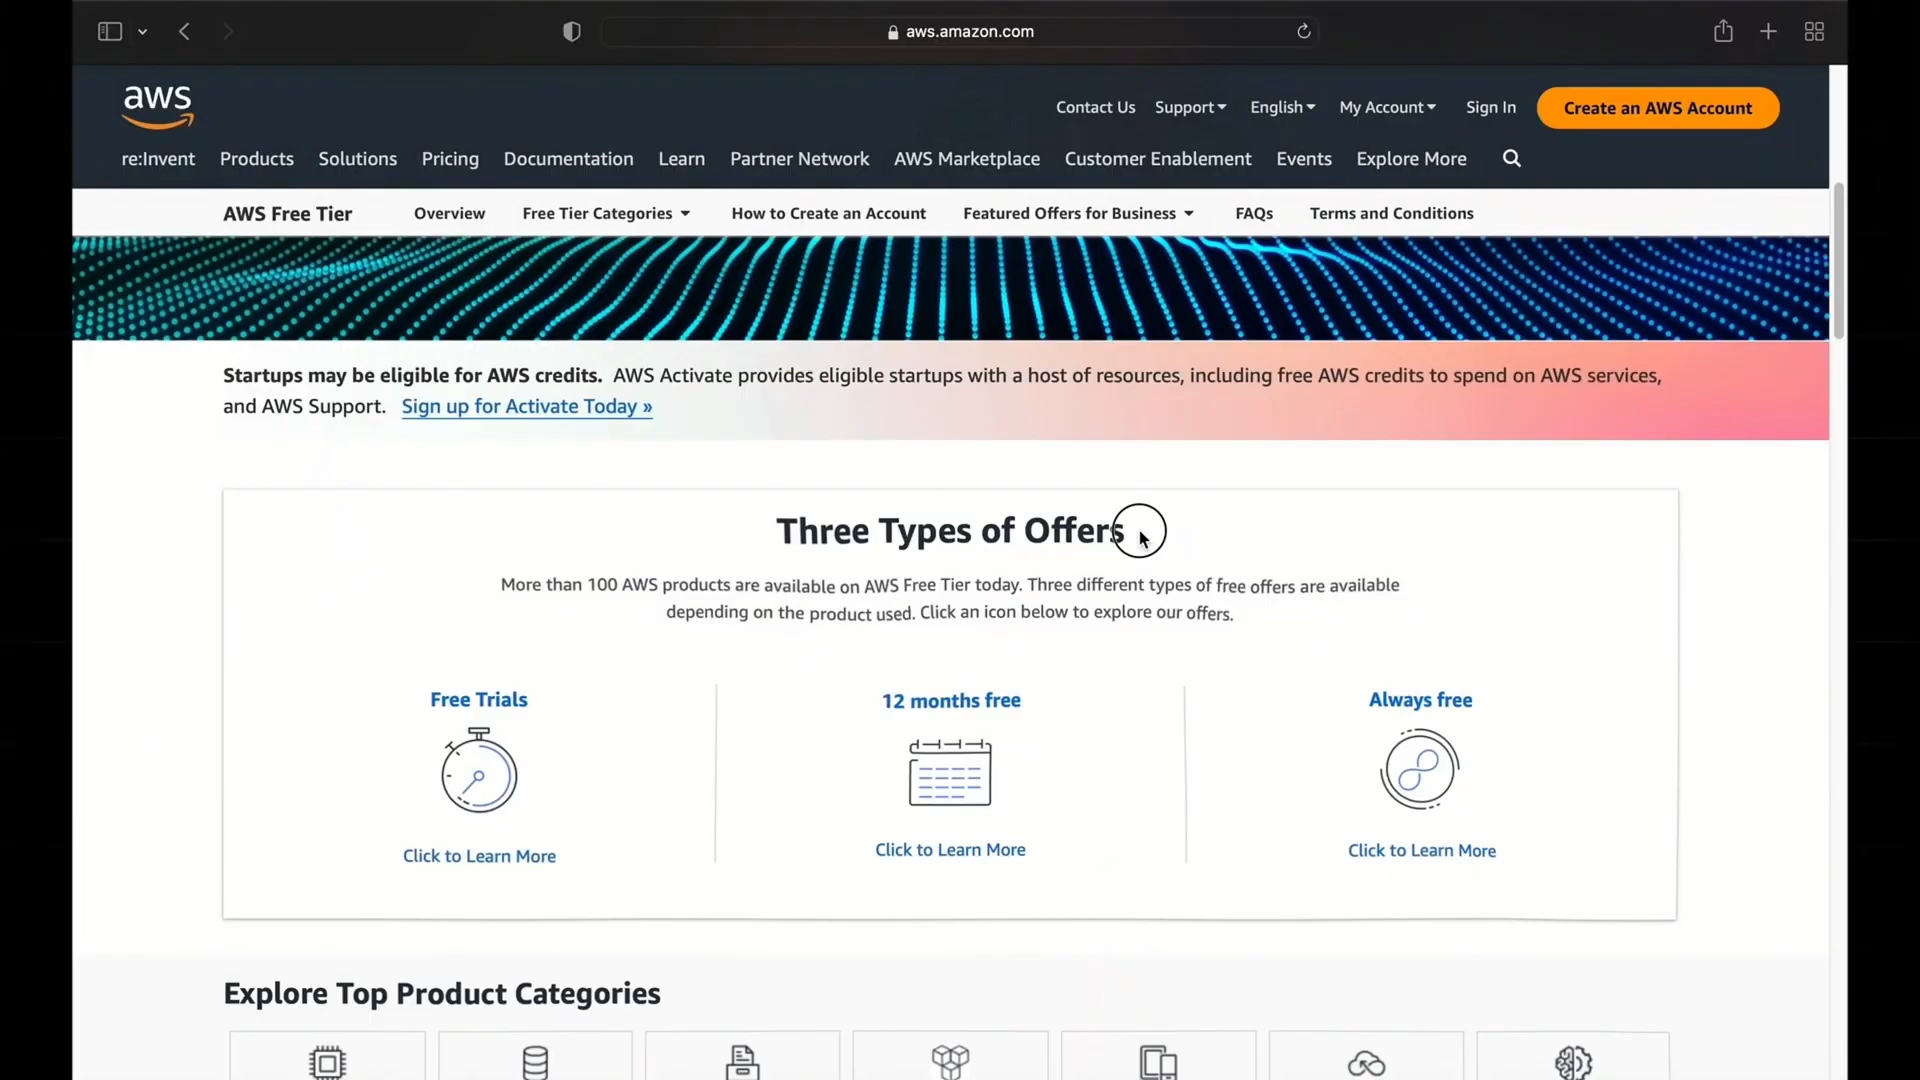 aws.amazon.com
aws
Contact Us Support English My Account Sign In Create an AWS Account
re:Invent Products Solutions Pricing Documentation Learn Partner Network AWS Marketplace Customer Enablement Events Explore More
AWS Free Tier Overview Free Tier Categories How to Create an Account Featured Offers for Business FAQs Terms and Conditions
Startups may be eligible for AWS credits. AWS Activate provides eligible startups with a host of resources, including free AWS credits to spend on AWS services,
and AWS Support. Sign up for Activate Today »
Three Types of Offers
More than 100 AWS products are available on AWS Free Tier today. Three different types of free offers are available
depending on the product used. Click an icon below to explore our offers.
Free Trials 12 months free Always free
Click to Learn More Click to Learn More Click to Learn More
Explore Top Product Categories